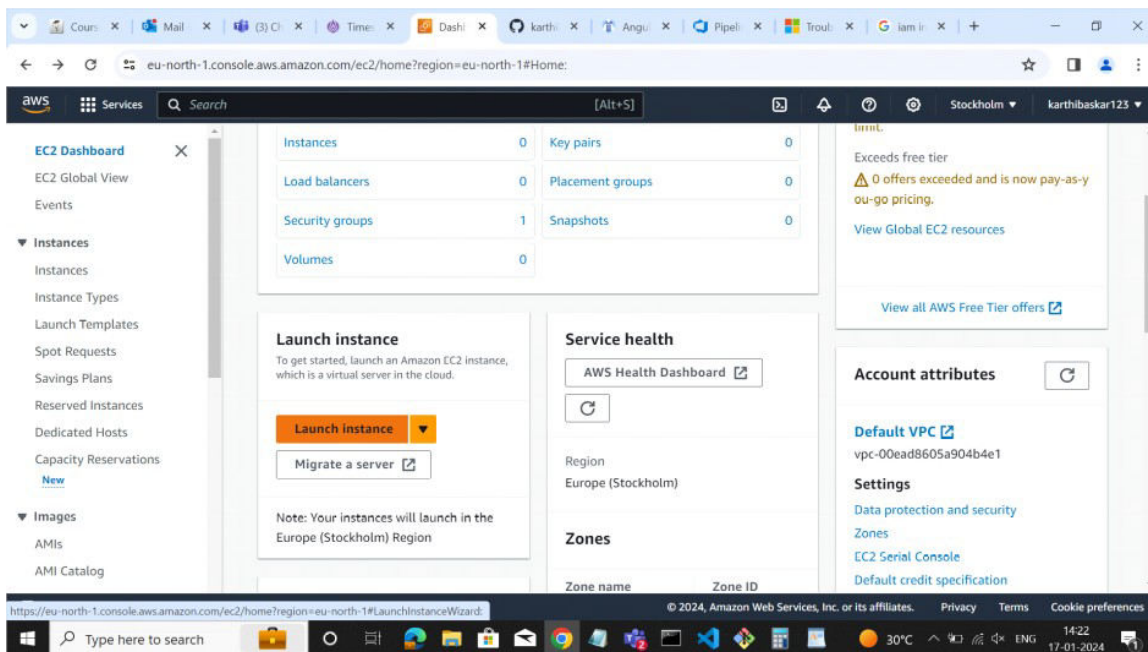 Cours
Mail
(3) Ch
Time:
Dashl
karthi
Angul
Pipeli
Troub
iam in
eu-north-1.console.aws.amazon.com/ec2/home?region=eu-north-1#Home:
aws
Services
Search
[Alt+S]
Stockholm
karthibaskar123
EC2 Dashboard
EC2 Global View
Events
Instances
Instances
Instance Types
Launch Templates
Spot Requests
Savings Plans
Reserved Instances
Dedicated Hosts
Capacity Reservations
New
Images
AMIs
AMI Catalog
Instances 0
Key pairs 0
Load balancers 0
Placement groups 0
Security groups 1
Snapshots 0
Volumes 0
Launch instance
To get started, launch an Amazon EC2 instance,
which is a virtual server in the cloud.
Launch instance
Migrate a server
Note: Your instances will launch in the
Europe (Stockholm) Region
Service health
AWS Health Dashboard
Region
Europe (Stockholm)
Zones
Zone name
Zone ID
limit.
Exceeds free tier
0 offers exceeded and is now pay-as-y
ou-go pricing.
View Global EC2 resources
View all AWS Free Tier offers
Account attributes
Default VPC
vpc-00ead8605a904b4e1
Settings
Data protection and security
Zones
EC2 Serial Console
Default credit specification
https://eu-north-1.console.aws.amazon.com/ec2/home?region=eu-north-1#LaunchInstanceWizard:
© 2024, Amazon Web Services, Inc. or its affiliates.
Privacy
Terms
Cookie preferences
Type here to search
30°C
ENG
14:22
17-01-2024